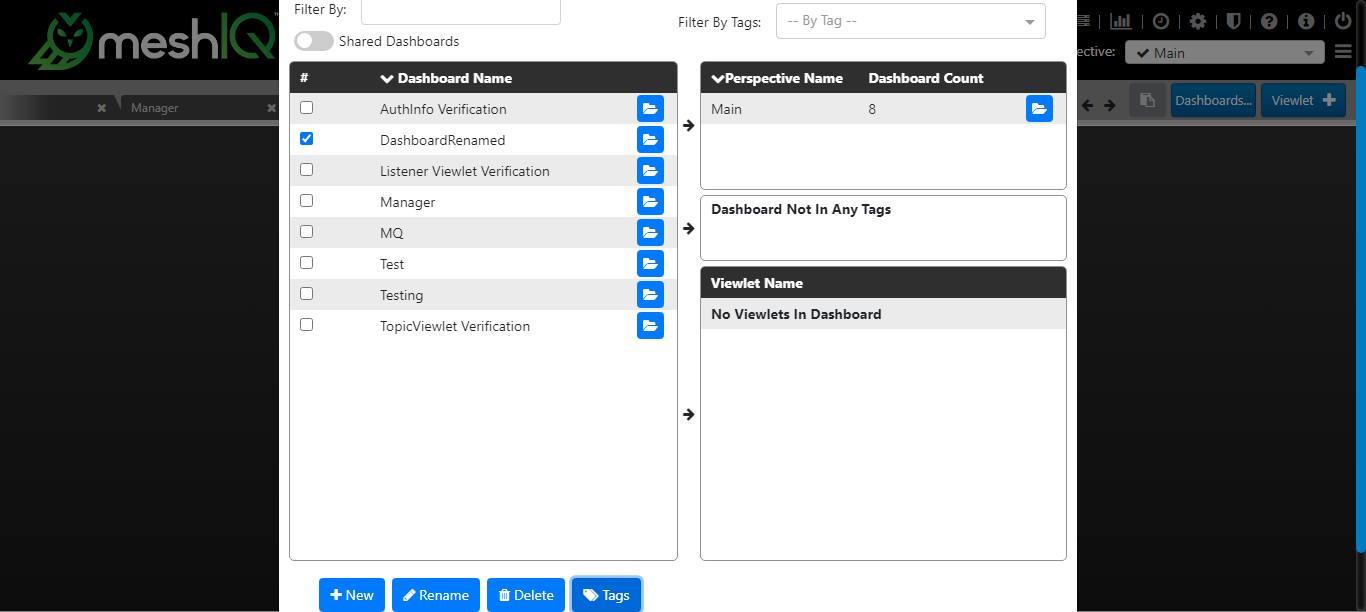 meshIQ™
Filter By:
Filter By Tags:
-- By Tag --
Shared Dashboards
ective:
Main
Manager
Dashboards...
Viewlet
# Dashboard Name
AuthInfo Verification
DashboardRenamed
Listener Viewlet Verification
Manager
MQ
Test
Testing
TopicViewlet Verification
Perspective Name Dashboard Count
Main 8
Dashboard Not In Any Tags
Viewlet Name
No Viewlets In Dashboard
New
Rename
Delete
Tags